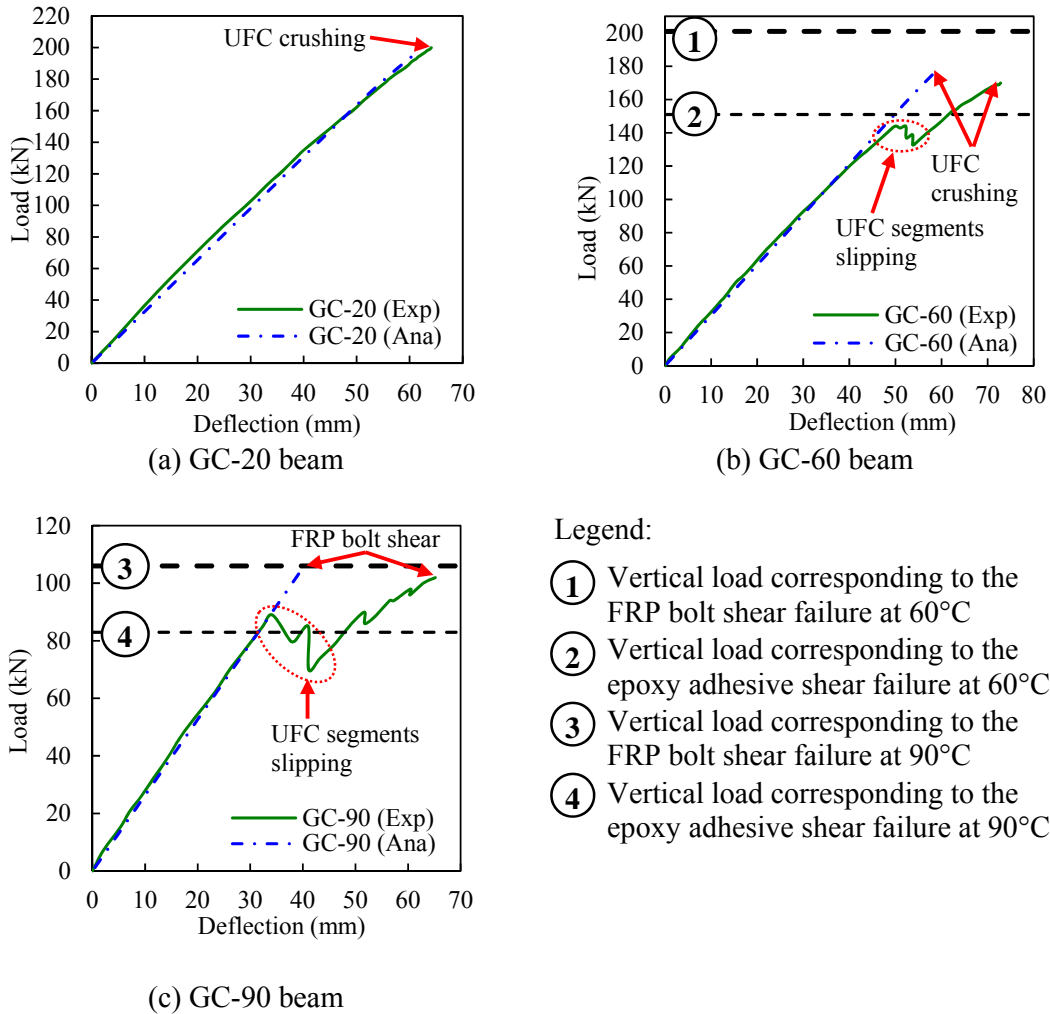 220
200
180
160
140
120
100
80
60
40
20
0
Load (kN)
UFC crushing
GC-20 (Exp)
GC-20 (Ana)
0 10 20 30 40 50 60 70
Deflection (mm)
(a) GC-20 beam
200
180
160
140
120
100
80
60
40
20
0
Load (kN)
1
2
UFC
crushing
UFC segments
slipping
GC-60 (Exp)
GC-60 (Ana)
0 10 20 30 40 50 60 70 80
Deflection (mm)
(b) GC-60 beam
120
100
80
60
40
20
0
Load (kN)
FRP bolt shear
3
4
UFC segments
slipping
GC-90 (Exp)
GC-90 (Ana)
0 10 20 30 40 50 60 70
Deflection (mm)
(c) GC-90 beam
Legend:
1 Vertical load corresponding to the
FRP bolt shear failure at 60°C
2 Vertical load corresponding to the
epoxy adhesive shear failure at 60°C
3 Vertical load corresponding to the
FRP bolt shear failure at 90°C
4 Vertical load corresponding to the
epoxy adhesive shear failure at 90°C